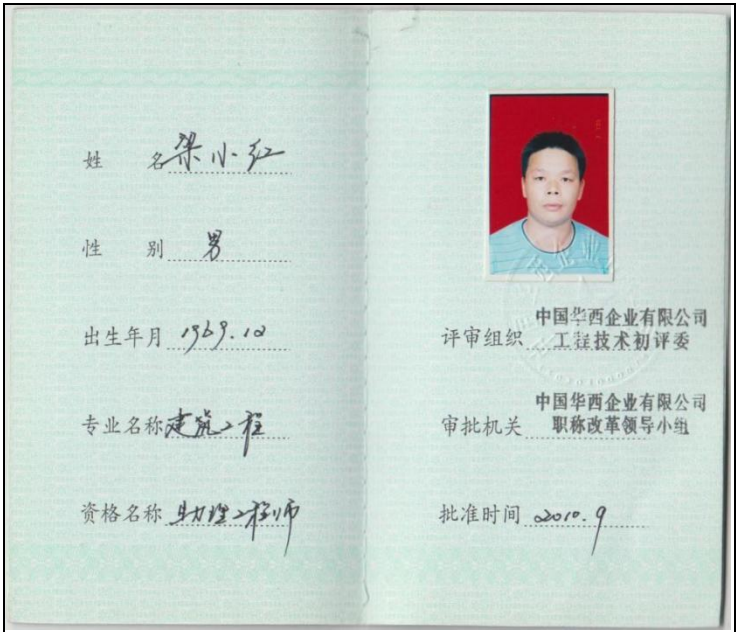 姓 名 梁小红
性 别 男
出生年月 1969.12
专业名称 建筑工程
资格名称 助理工程师
评审组织 中国华西企业有限公司
工程技术初评委
审批机关 中国华西企业有限公司
职称改革领导小组
批准时间 2010.9